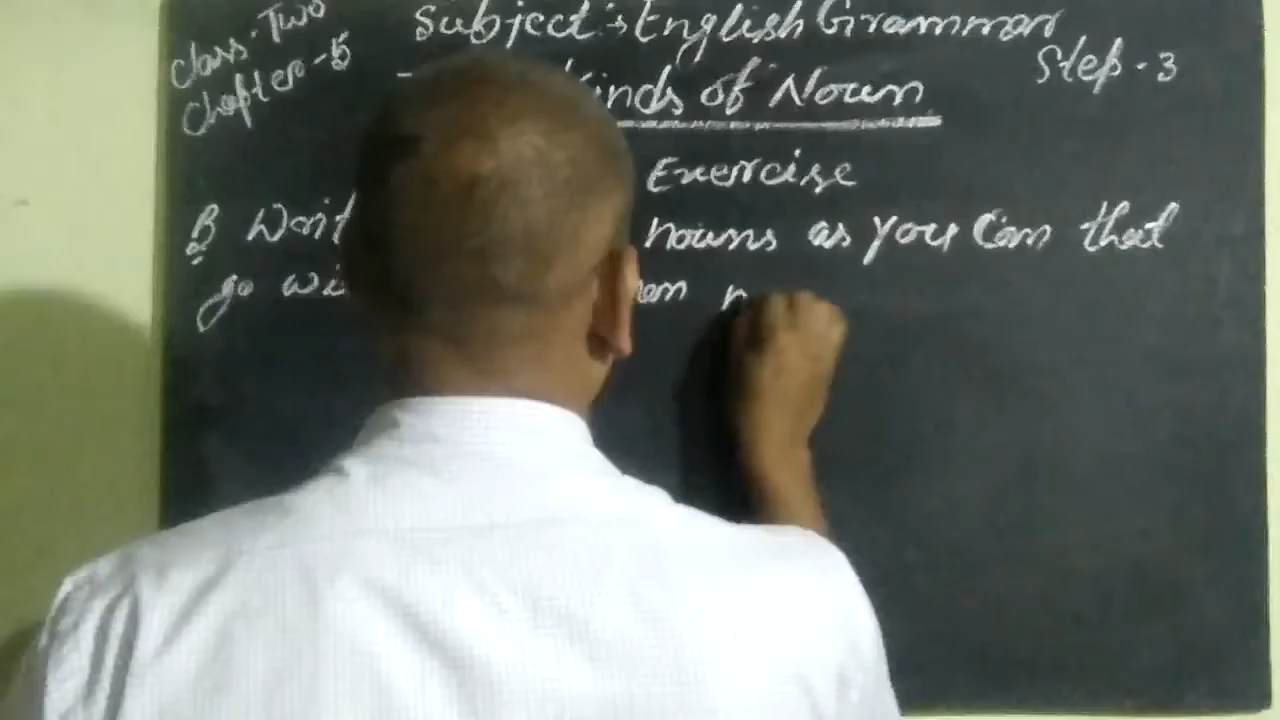 Class-Two
Chapter-5
Subject:- English Grammar
Step-3
Kinds of Noun
Exercise
B Writ nouns as you can that
go wi